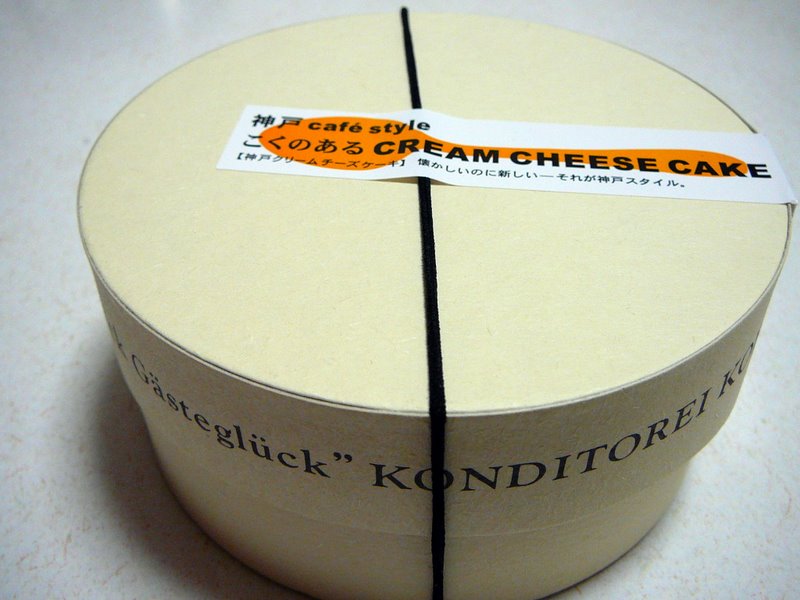 神戸 café style
こくのある CREAM CHEESE CAKE
【神戸クリームチーズケーキ】 懐かしいのに新しい―それが神戸スタイル。
Gästeglück” KONDITOREI